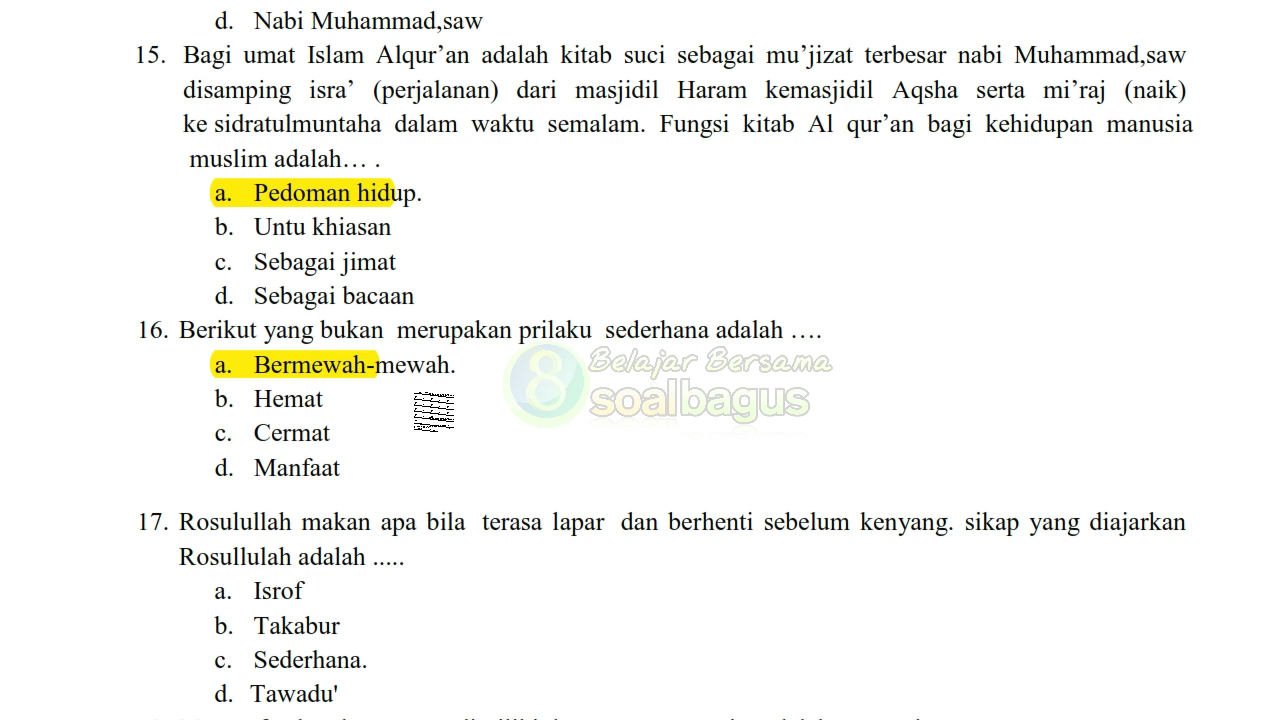 d. Nabi Muhammad,saw
15. Bagi umat Islam Alqur’an adalah kitab suci sebagai mu’jizat terbesar nabi Muhammad,saw
disamping isra’ (perjalanan) dari masjidil Haram kemasjidil Aqsha serta mi’raj (naik)
ke sidratulmuntaha dalam waktu semalam. Fungsi kitab Al qur’an bagi kehidupan manusia
muslim adalah… .
a. Pedoman hidup.
b. Untu khiasan
c. Sebagai jimat
d. Sebagai bacaan
16. Berikut yang bukan merupakan prilaku sederhana adalah ….
a. Bermewah-mewah.
b. Hemat
c. Cermat
d. Manfaat
8 Belajar Bersama
soalbagus
17. Rosulullah makan apa bila terasa lapar dan berhenti sebelum kenyang. sikap yang diajarkan
Rosullulah adalah .....
a. Isrof
b. Takabur
c. Sederhana.
d. Tawadu'